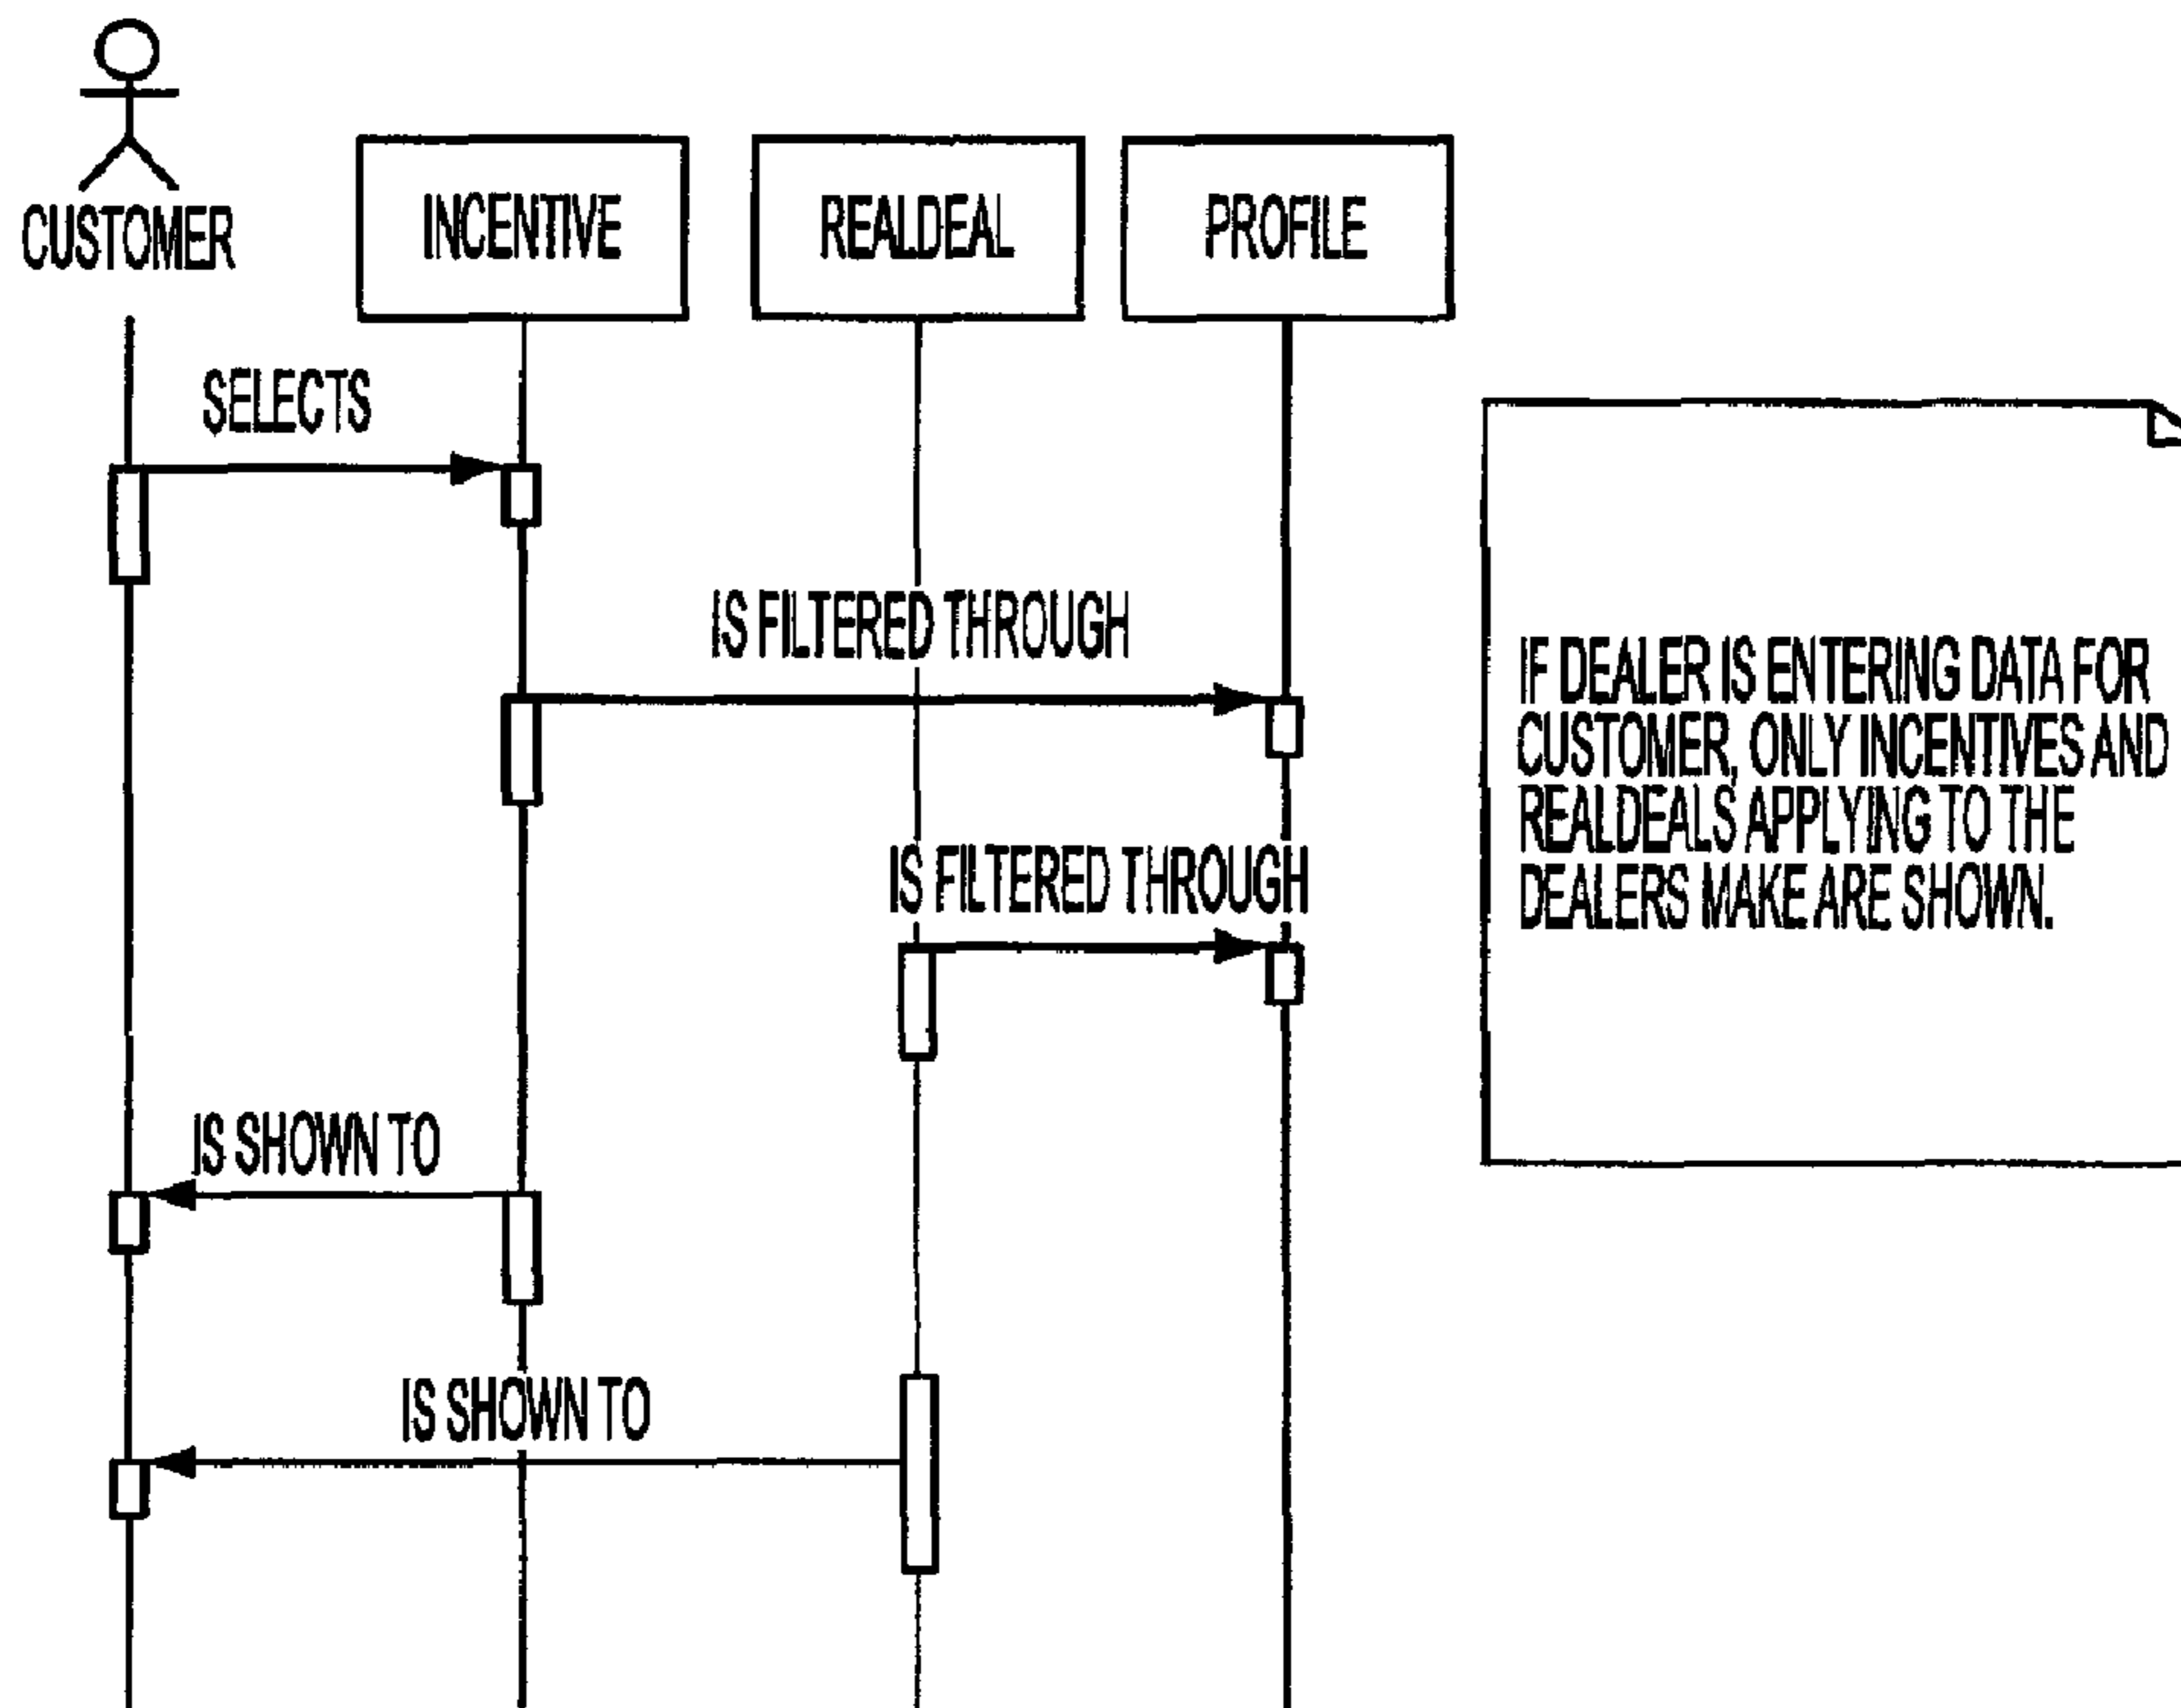 CUSTOMER
INCENTIVE
REALDEAL
PROFILE
SELECTS
IS FILTERED THROUGH
IF DEALER IS ENTERING DATA FOR
CUSTOMER, ONLY INCENTIVES AND
REALDEALS APPLYING TO THE
DEALERS MAKE ARE SHOWN.
IS FILTERED THROUGH
IS SHOWN TO
IS SHOWN TO